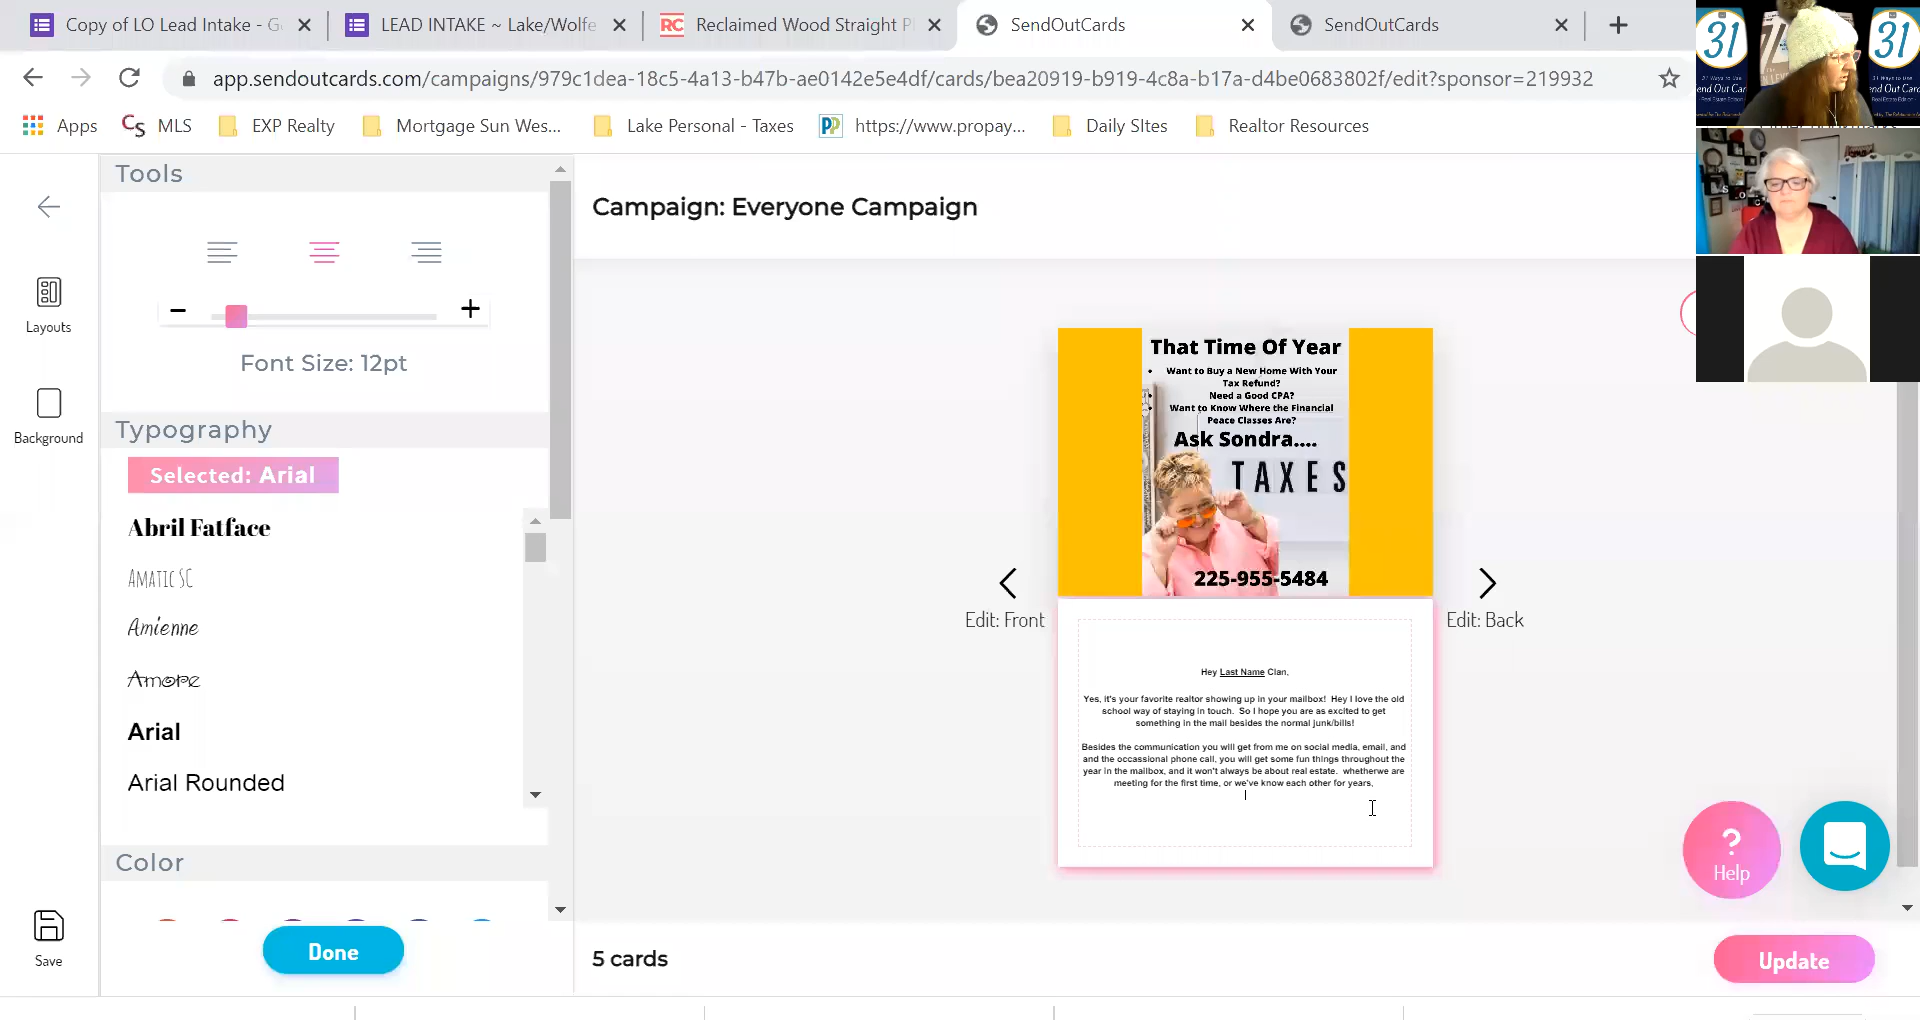 Copy of LO Lead Intake - G
LEAD INTAKE ~ Lake/Wolfe
RC
Reclaimed Wood Straight P
SendOutCards
SendOutCards
app.sendoutcards.com/campaigns/979c1dea-18c5-4a13-b47b-ae0142e5e4df/cards/bea20919-b919-4c8a-b17a-d4be0683802f/edit?sponsor=219932
Apps
CS MLS
EXP Realty
Mortgage Sun Wes...
Lake Personal - Taxes
PP
https://www.propay...
Daily SItes
Realtor Resources
31
31
Tools
Font Size: 12pt
Typography
Selected: Arial
Abril Fatface
Amatic SC
Amienne
Amore
Arial
Arial Rounded
Color
Done
Layouts
Background
Save
Campaign: Everyone Campaign
That Time Of Year
• Want to Buy a New Home With Your
Tax Refund?
• Need a Good CPA?
• Want to Know Where the Financial
Peace Classes Are?
Ask Sondra....
TAXES
225-955-5484
Edit: Front
Edit: Back
Hey Last Name Clan,
Yes, it's your favorite realtor showing up in your mailbox!  Hey I love the old
school way of staying in touch.  So I hope you are as excited to get
something in the mail besides the normal junk/bills!
Besides the communication you will get from me on social media, email, and
and the occassional phone call, you will get some fun things throughout the
year in the mailbox, and it won't always be about real estate.  whetherwe are
meeting for the first time, or we've know each other for years,
5 cards
?
Help
Update